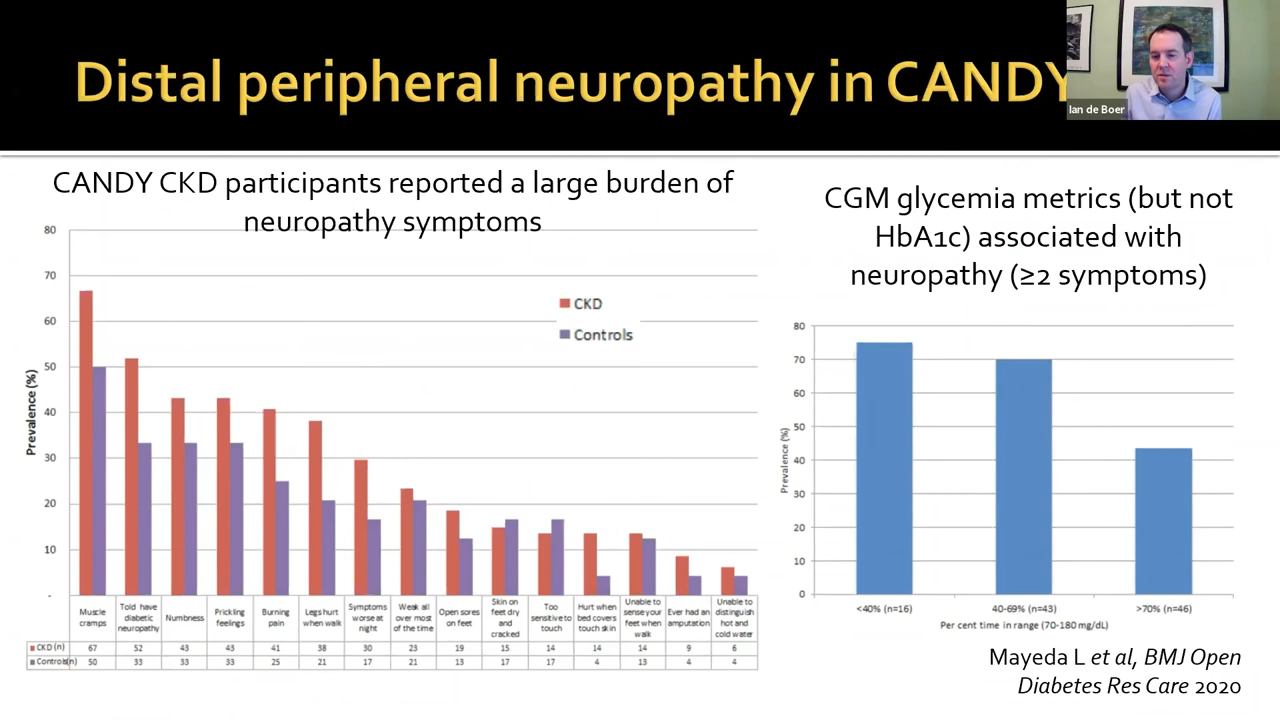 Distal peripheral neuropathy in CANDY
Ian de Boer
CANDY CKD participants reported a large burden of
neuropathy symptoms
80
70
60
50
40
30
20
10
-
Prevalence (%)
CKD
Controls
Muscle cramps
Told have diabetic neuropathy
Numbness
Prickling feelings
Burning pain
Legs hurt when walk
Symptoms worse at night
Weak all over most of the time
Open sores on feet
Skin on feet dry and cracked
Too sensitive to touch
Hurt when bed covers touch skin
Unable to sense your feet when walk
Ever had an amputation
Unable to distinguish hot and cold water
CKD (n) 67 52 43 43 41 38 30 23 19 15 14 14 14 9 6
Controls(n) 50 33 33 33 25 21 17 21 13 17 17 4 13 4 4
CGM glycemia metrics (but not
HbA1c) associated with
neuropathy (≥2 symptoms)
80
70
60
50
40
30
20
10
0
Prevalence (%)
<40% (n=16) 40-69% (n=43) >70% (n=46)
Per cent time in range (70-180 mg/dL)
Mayeda L et al, BMJ Open
Diabetes Res Care 2020